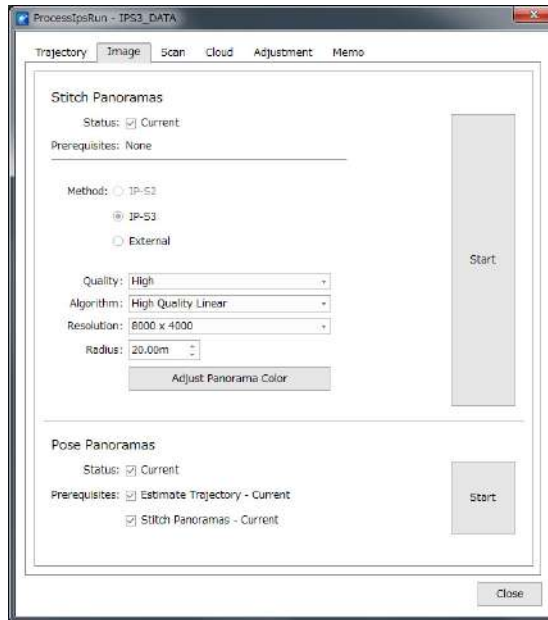 ProcessIpsRun - IPS3_DATA
Trajectory Image Scan Cloud Adjustment Memo
Stitch Panoramas
Status: Current
Prerequisites: None
Method: IP-S2
IP-S3
External
Start
Quality: High
Algorithm: High Quality Linear
Resolution: 8000 x 4000
Radius: 20.00m
Adjust Panorama Color
Pose Panoramas
Status: Current
Prerequisites: Estimate Trajectory - Current
Start
Stitch Panoramas - Current
Close